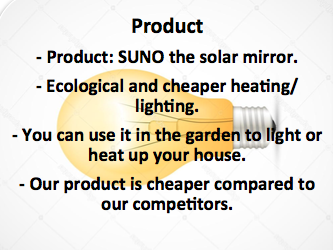 Product
- Product: SUNO the solar mirror.
- Ecological and cheaper heating/
lighting.
- You can use it in the garden to light or
heat up your house.
- Our product is cheaper compared to
our competitors.